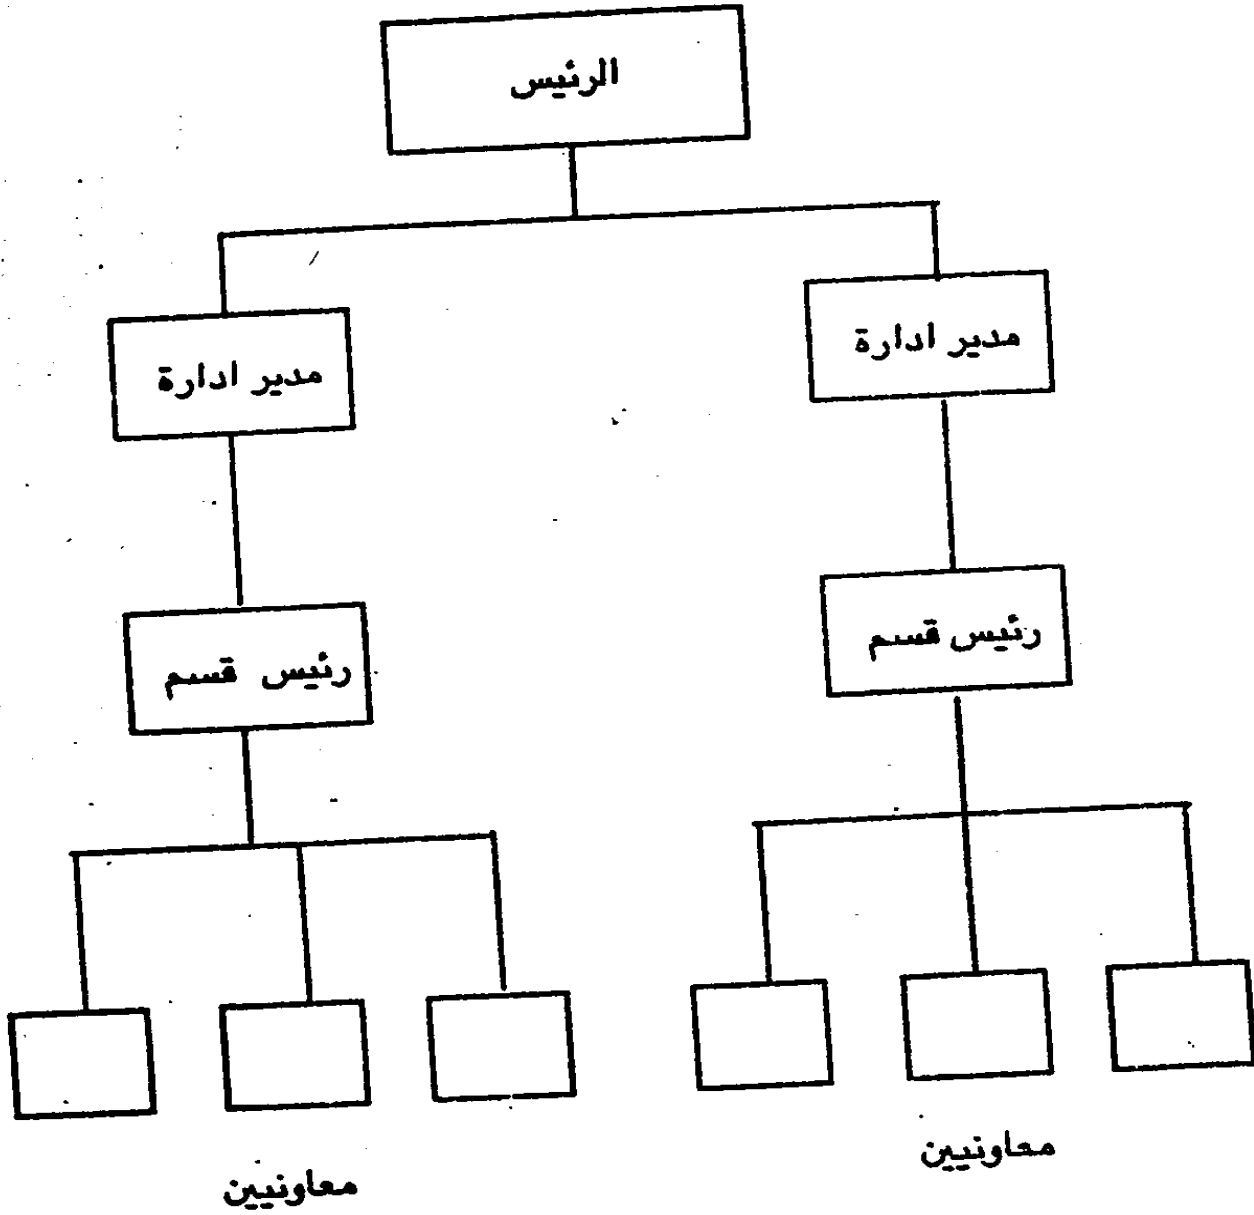 الرئيس
مدير ادارة
مدير ادارة
رئيس قسم
رئيس قسم
معاونيين
معاونيين